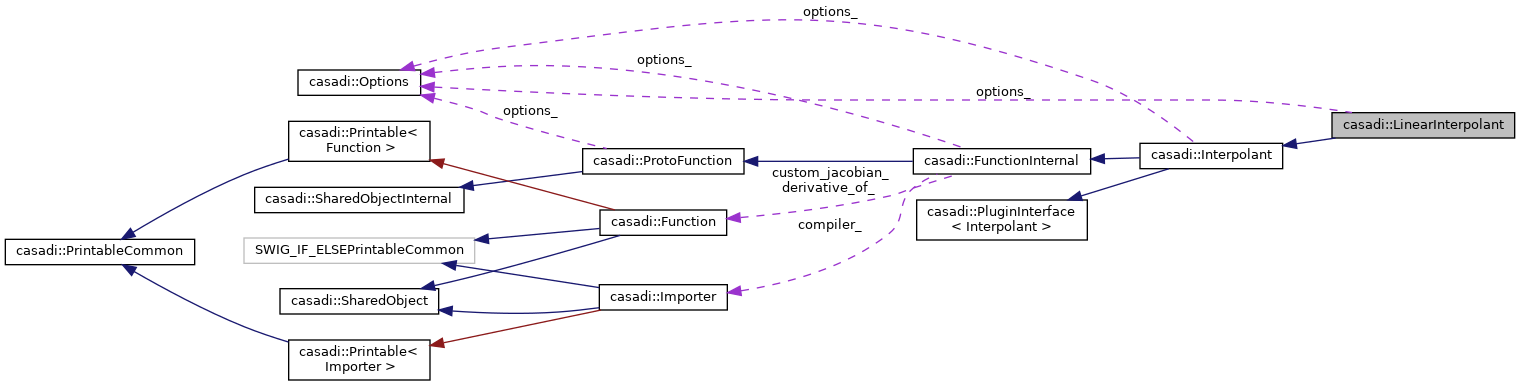 options_
casadi::Options
options_
options_
options_
casadi::LinearInterpolant
casadi::Printable<
Function >
casadi::ProtoFunction
casadi::FunctionInternal
casadi::Interpolant
custom_jacobian_
derivative_of_
casadi::SharedObjectInternal
casadi::Function
casadi::PluginInterface
< Interpolant >
compiler_
casadi::PrintableCommon
SWIG_IF_ELSEPrintableCommon
casadi::SharedObject
casadi::Importer
casadi::Printable<
Importer >